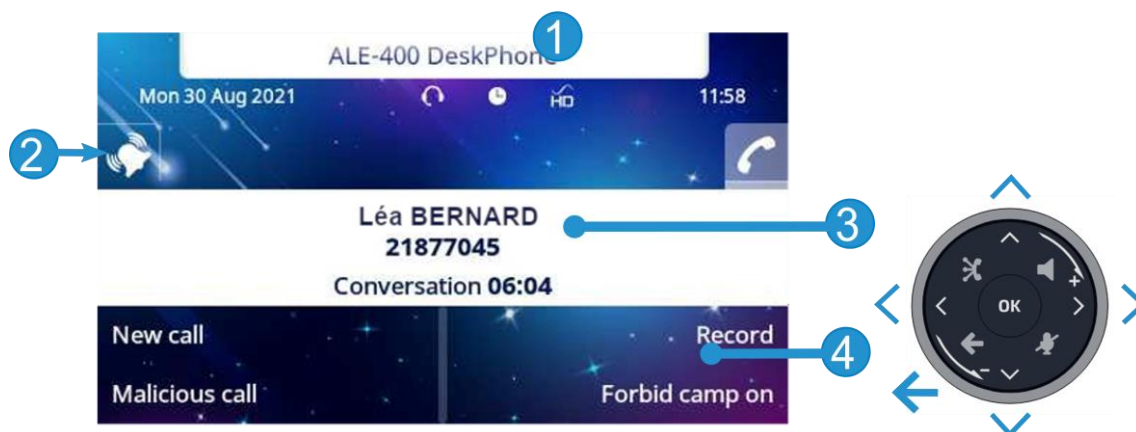 1
ALE-400 DeskPhone
Mon 30 Aug 2021 HD 11:58
2
Léa BERNARD
21877045
3
Conversation 06:04
New call Record
4
Malicious call Forbid camp on
+
OK
-